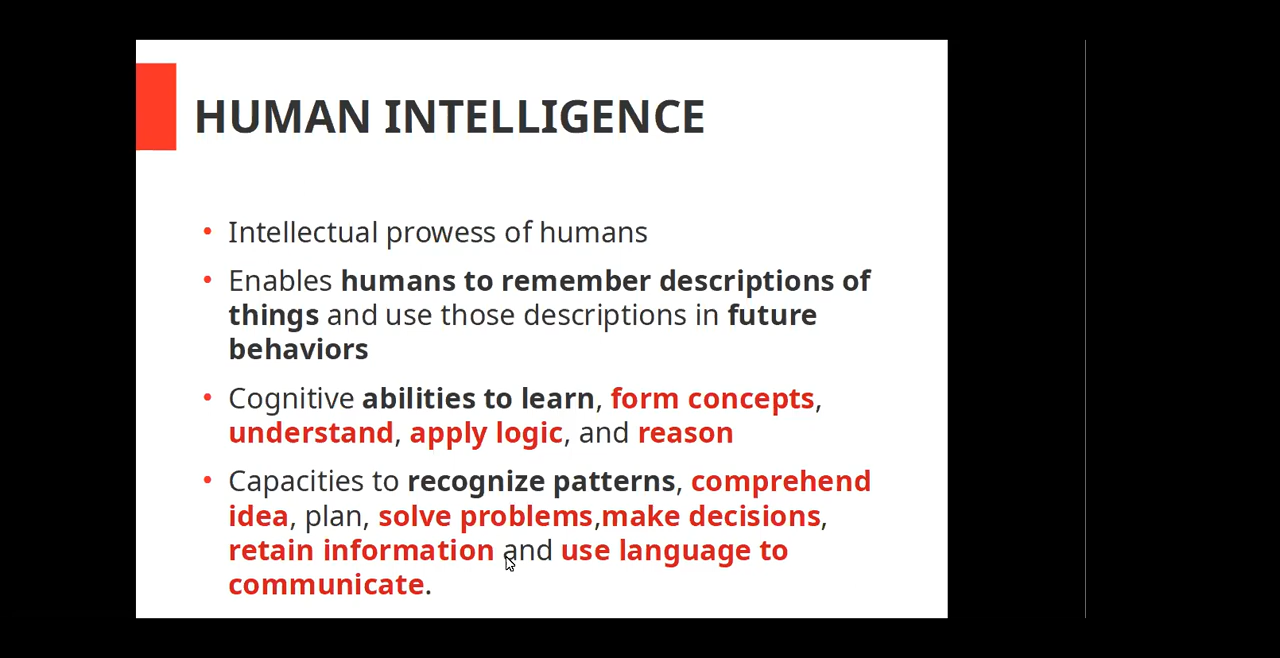 HUMAN INTELLIGENCE
• Intellectual prowess of humans
• Enables humans to remember descriptions of
things and use those descriptions in future
behaviors
• Cognitive abilities to learn, form concepts,
understand, apply logic, and reason
• Capacities to recognize patterns, comprehend
idea, plan, solve problems,make decisions,
retain information and use language to
communicate.